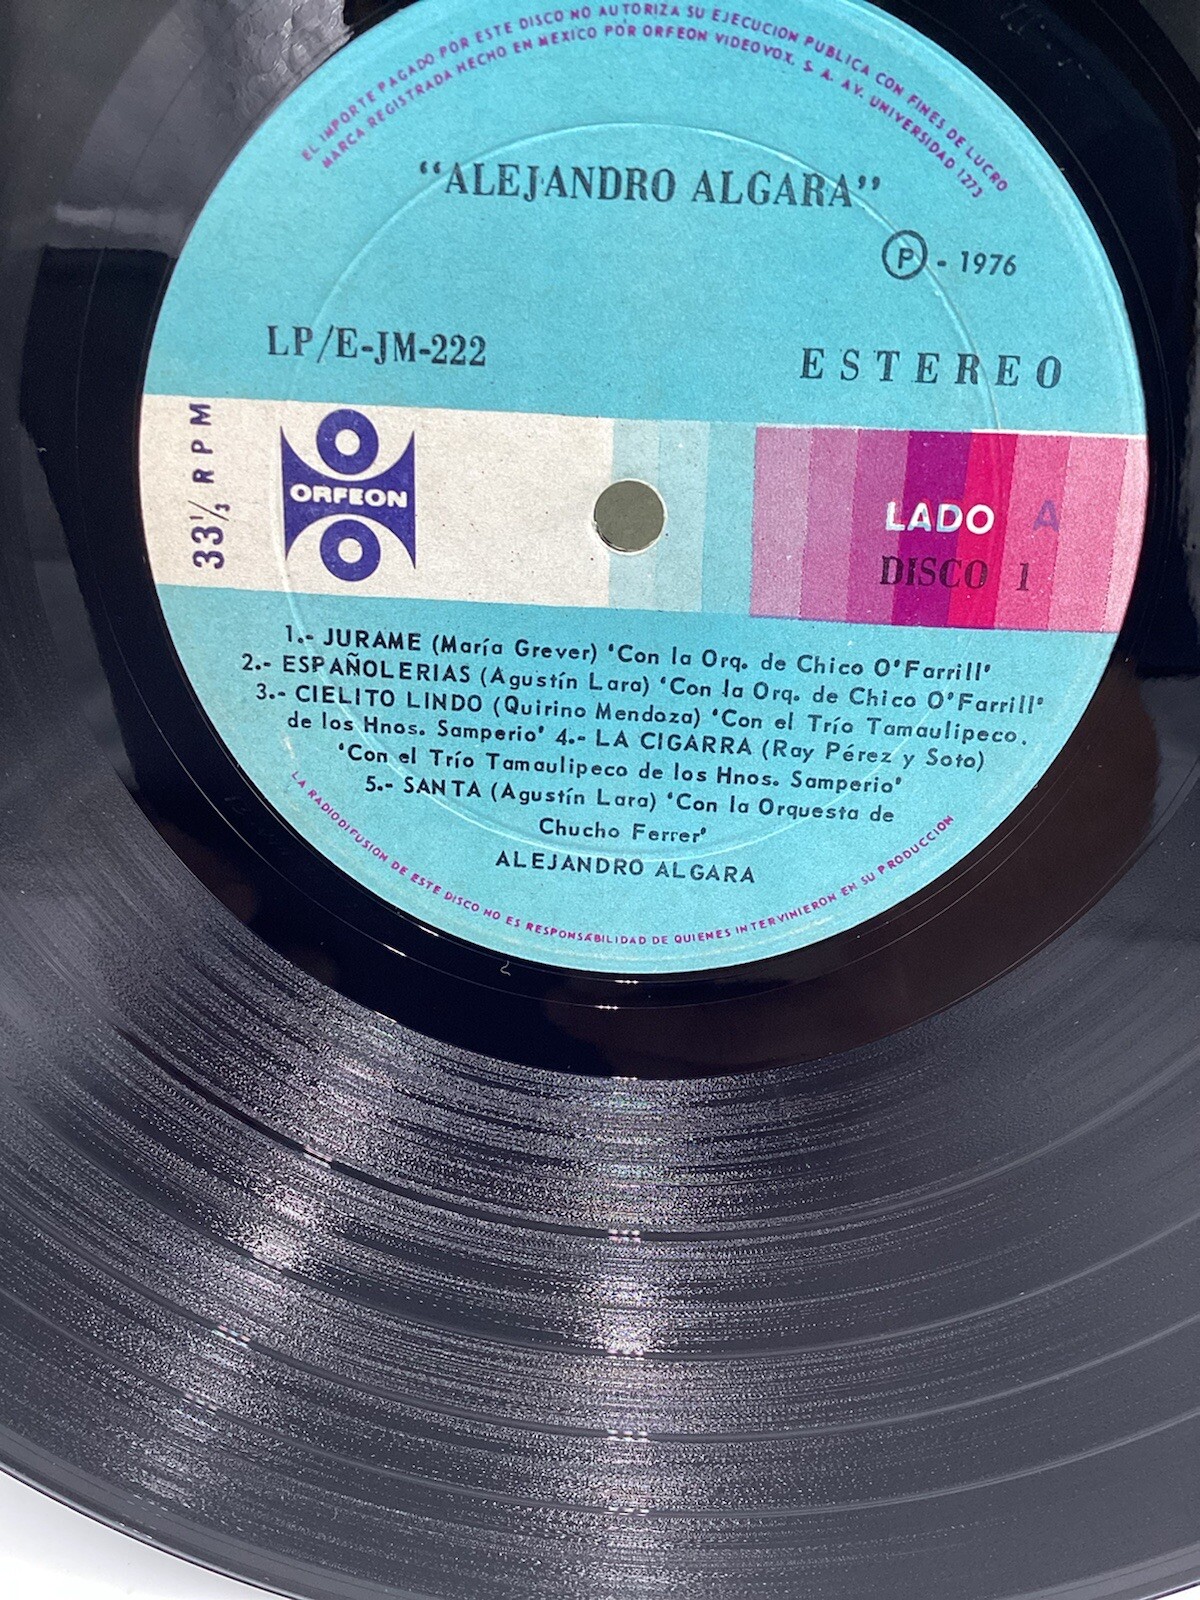 EL IMPORTE PAGADO POR ESTE DISCO NO AUTORIZA SU EJECUCION PUBLICA CON FINES DE LUCRO
MARCA REGISTRADA HECHO EN MEXICO POR ORFEON VIDEOVOX, S. A. AV. UNIVERSIDAD 1273
“ALEJANDRO ALGARA”
Ⓟ - 1976
LP/E-JM-222
ESTEREO
33⅓ RPM
ORFEON
LADO A
DISCO 1
1.- JURAME (María Grever) 'Con la Orq. de Chico O'Farrill'
2.- ESPAÑOLERIAS (Agustín Lara) 'Con la Orq. de Chico O'Farrill'
3.- CIELITO LINDO (Quirino Mendoza) 'Con el Trío Tamaulipeco.
de los Hnos. Samperio' 4.- LA CIGARRA (Ray Pérez y Soto)
'Con el Trío Tamaulipeco de los Hnos. Samperio'
5.- SANTA (Agustín Lara) 'Con la Orquesta de
Chucho Ferrer'
ALEJANDRO ALGARA
LA RADIODIFUSION DE ESTE DISCO NO ES RESPONSABILIDAD DE QUIENES INTERVINIERON EN SU PRODUCCION
2